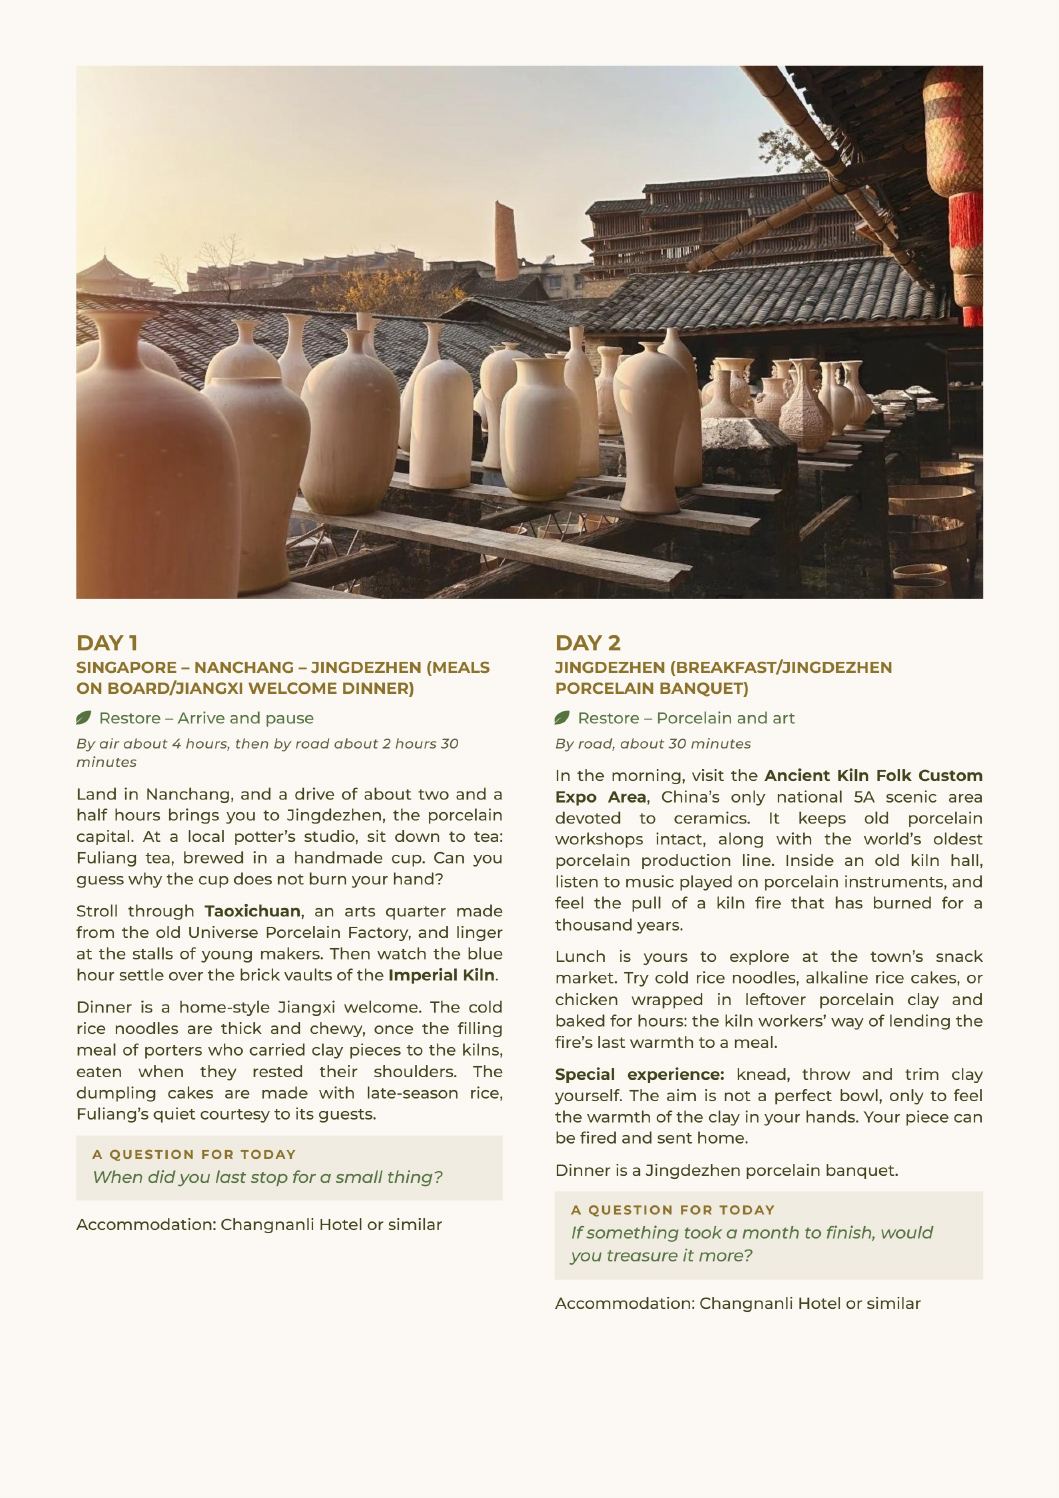 DAY 1
SINGAPORE – NANCHANG – JINGDEZHEN (MEALS
ON BOARD/JIANGXI WELCOME DINNER)
Restore – Arrive and pause
By air about 4 hours, then by road about 2 hours 30
minutes
Land in Nanchang, and a drive of about two and a
half hours brings you to Jingdezhen, the porcelain
capital. At a local potter’s studio, sit down to tea:
Fuliang tea, brewed in a handmade cup. Can you
guess why the cup does not burn your hand?
Stroll through Taoxichuan, an arts quarter made
from the old Universe Porcelain Factory, and linger
at the stalls of young makers. Then watch the blue
hour settle over the brick vaults of the Imperial Kiln.
Dinner is a home-style Jiangxi welcome. The cold
rice noodles are thick and chewy, once the filling
meal of porters who carried clay pieces to the kilns,
eaten when they rested their shoulders. The
dumpling cakes are made with late-season rice,
Fuliang’s quiet courtesy to its guests.
A QUESTION FOR TODAY
When did you last stop for a small thing?
Accommodation: Changnanli Hotel or similar
DAY 2
JINGDEZHEN (BREAKFAST/JINGDEZHEN
PORCELAIN BANQUET)
Restore – Porcelain and art
By road, about 30 minutes
In the morning, visit the Ancient Kiln Folk Custom
Expo Area, China’s only national 5A scenic area
devoted to ceramics. It keeps old porcelain
workshops intact, along with the world’s oldest
porcelain production line. Inside an old kiln hall,
listen to music played on porcelain instruments, and
feel the pull of a kiln fire that has burned for a
thousand years.
Lunch is yours to explore at the town’s snack
market. Try cold rice noodles, alkaline rice cakes, or
chicken wrapped in leftover porcelain clay and
baked for hours: the kiln workers’ way of lending the
fire’s last warmth to a meal.
Special experience: knead, throw and trim clay
yourself. The aim is not a perfect bowl, only to feel
the warmth of the clay in your hands. Your piece can
be fired and sent home.
Dinner is a Jingdezhen porcelain banquet.
A QUESTION FOR TODAY
If something took a month to finish, would
you treasure it more?
Accommodation: Changnanli Hotel or similar